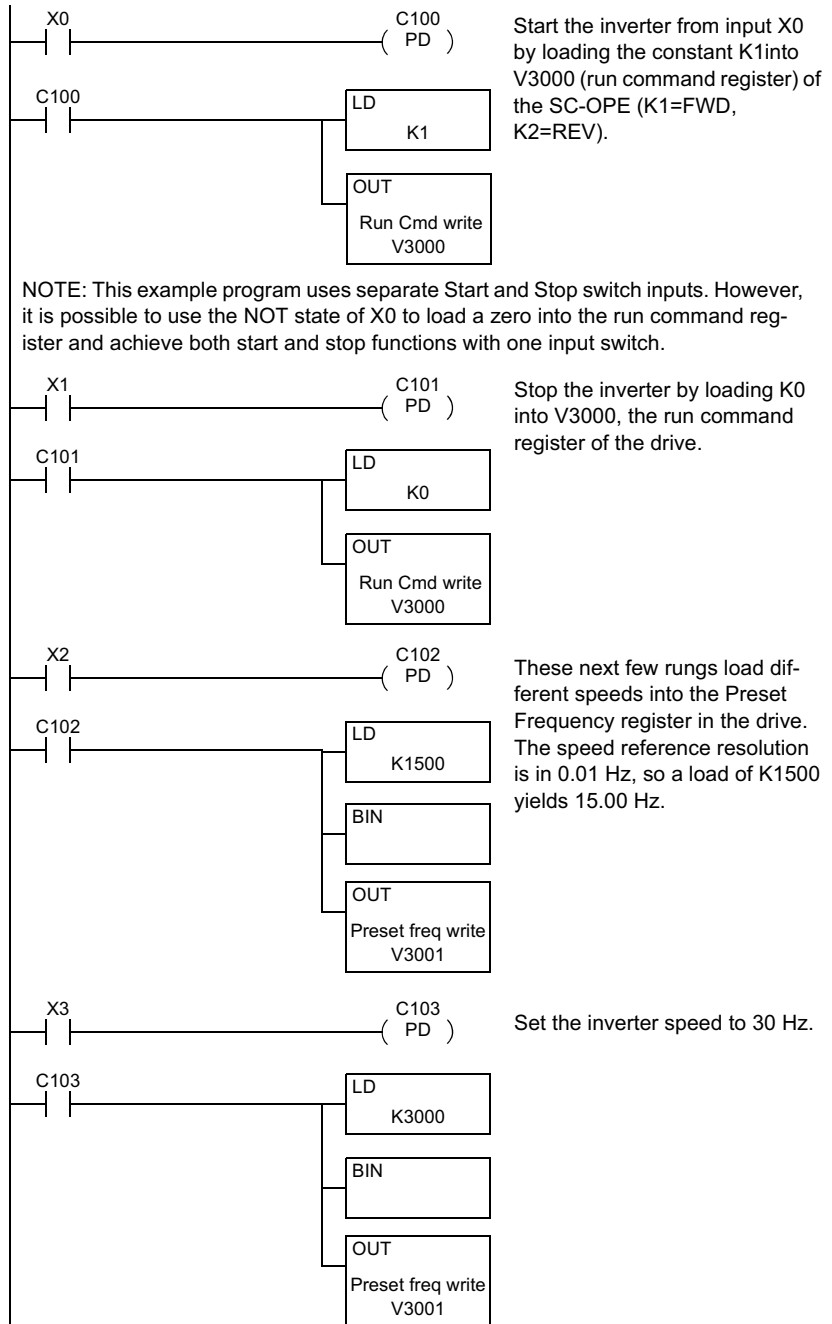 X0
C100
( PD )
Start the inverter from input X0
by loading the constant K1into
V3000 (run command register) of
the SC-OPE (K1=FWD,
K2=REV).
C100
LD
K1
OUT
Run Cmd write
V3000
NOTE: This example program uses separate Start and Stop switch inputs. However,
it is possible to use the NOT state of X0 to load a zero into the run command reg-
ister and achieve both start and stop functions with one input switch.
X1
C101
( PD )
Stop the inverter by loading K0
into V3000, the run command
register of the drive.
C101
LD
K0
OUT
Run Cmd write
V3000
X2
C102
( PD )
These next few rungs load dif-
ferent speeds into the Preset
Frequency register in the drive.
The speed reference resolution
is in 0.01 Hz, so a load of K1500
yields 15.00 Hz.
C102
LD
K1500
BIN
OUT
Preset freq write
V3001
X3
C103
( PD )
Set the inverter speed to 30 Hz.
C103
LD
K3000
BIN
OUT
Preset freq write
V3001